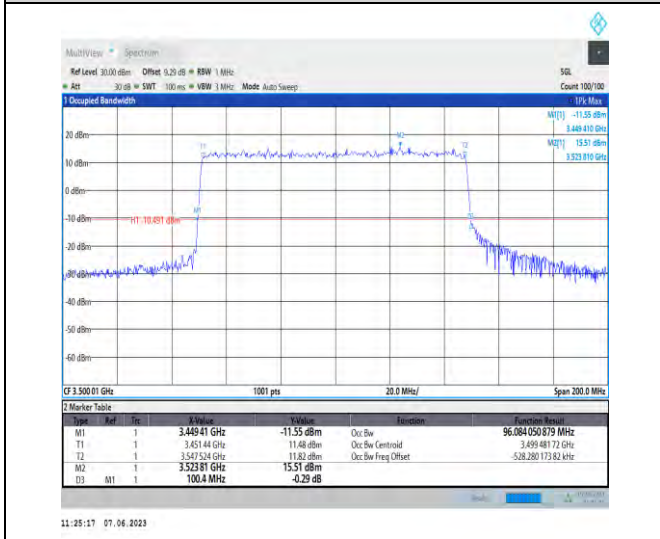 MultiView Spectrum
Ref Level 30.00 dBm Offset 9.29 dB RBW 1 MHz SGL
Att 30 dB SWT 100 ms VBW 3 MHz Mode Auto Sweep Count 100/100
1 Occupied Bandwidth 1Pk Max
M1[1] -11.55 dBm
3.449 410 GHz
M2[1] 15.51 dBm
3.523 810 GHz
20 dBm
T1 M2 T2
10 dBm
0 dBm
M1
-10 dBm
H1 -10.491 dBm
-20 dBm
-30 dBm
-40 dBm
-50 dBm
-60 dBm
CF 3.500 01 GHz 1001 pts 20.0 MHz/ Span 200.0 MHz
2 Marker Table
Type Ref Trc X-Value Y-Value Function Function Result
M1 1 3.449 41 GHz -11.55 dBm Occ Bw 96.084 050 879 MHz
T1 1 3.451 44 GHz 11.48 dBm Occ Bw Centroid 3.499 481 72 GHz
T2 1 3.547 524 GHz 11.82 dBm Occ Bw Freq Offset -528.280 173 82 kHz
M2 1 3.523 81 GHz 15.51 dBm
D3 M1 1 100.4 MHz -0.29 dB
11:25:17 07.06.2023